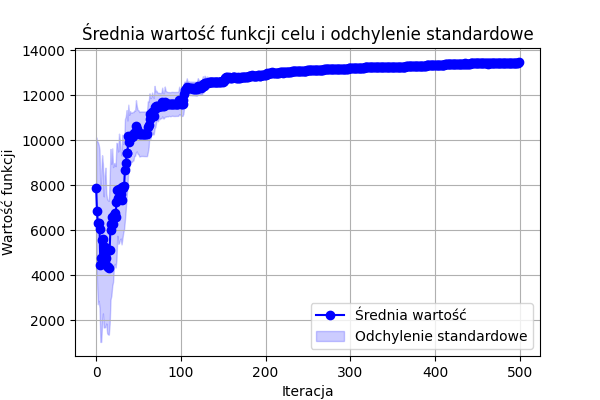 Średnia wartość funkcji celu i odchylenie standardowe
14000
12000
10000
8000
6000
4000
2000
Wartość funkcji
0 100 200 300 400 500
Iteracja
Średnia wartość
Odchylenie standardowe